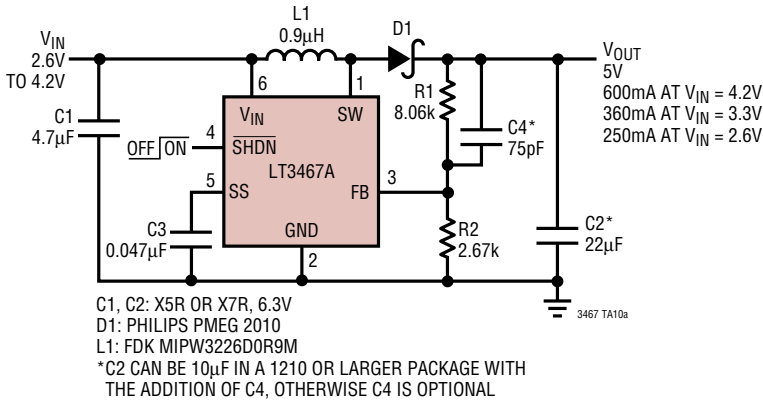 L1
0.9µH
D1
VIN
2.6V
TO 4.2V
VOUT
5V
600mA AT VIN = 4.2V
360mA AT VIN = 3.3V
250mA AT VIN = 2.6V
6
1
VIN
SW
R1
8.06k
C1
4.7µF
C4*
75pF
OFF ON
4
SHDN
LT3467A
5
SS
FB
3
C3
0.047µF
GND
2
R2
2.67k
C2*
22µF
3467 TA10a
C1, C2: X5R OR X7R, 6.3V
D1: PHILIPS PMEG 2010
L1: FDK MIPW3226D0R9M
*C2 CAN BE 10µF IN A 1210 OR LARGER PACKAGE WITH
THE ADDITION OF C4, OTHERWISE C4 IS OPTIONAL